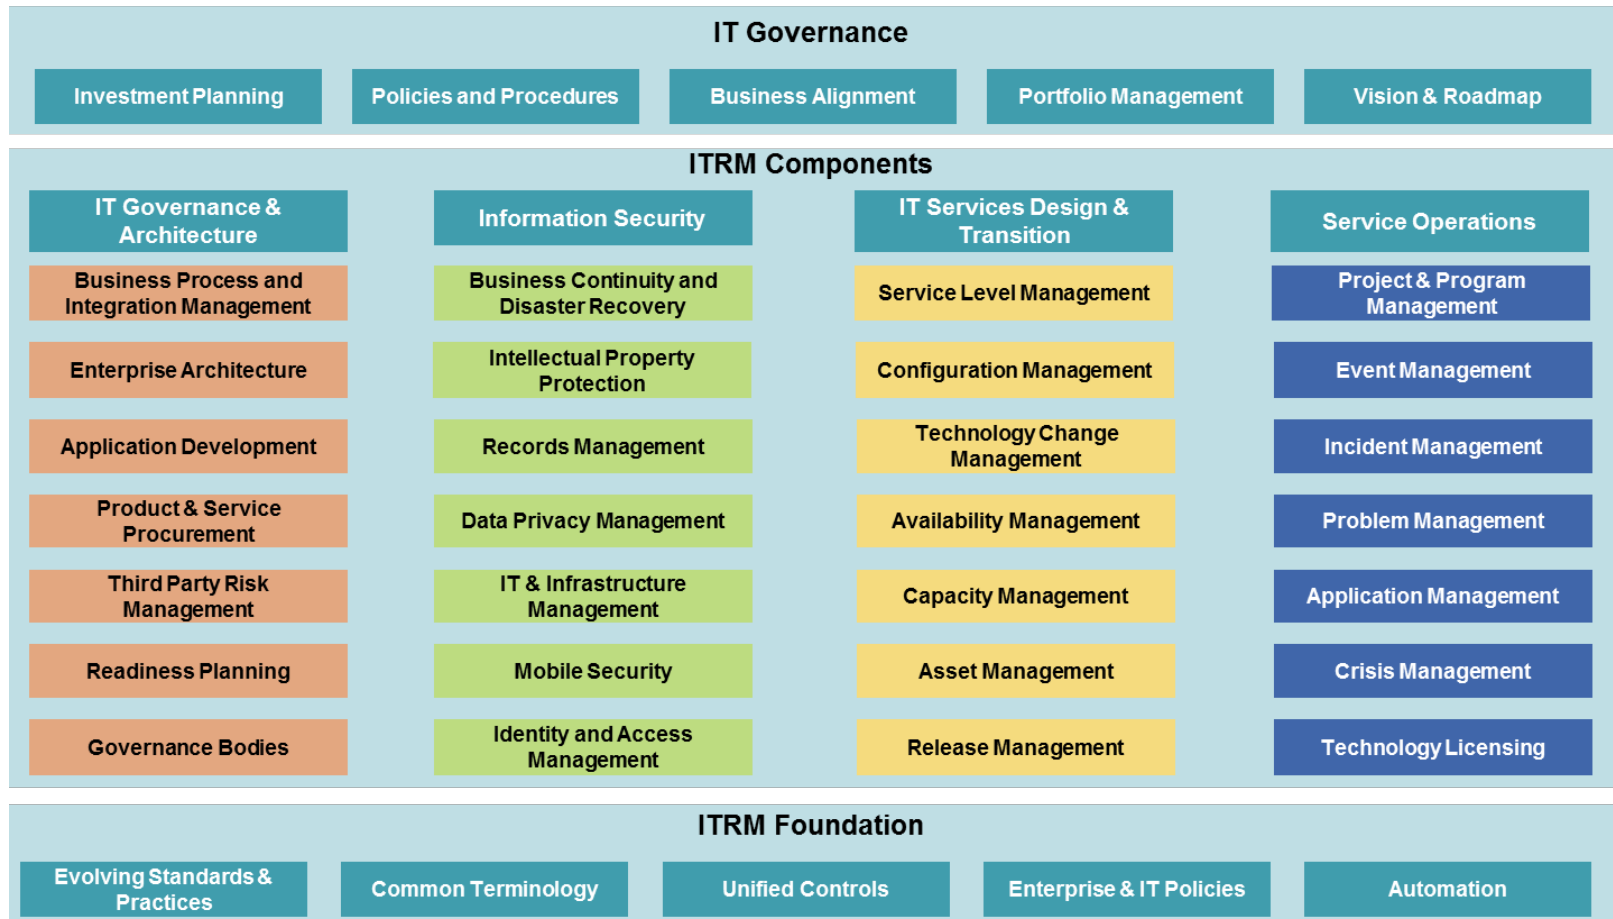 IT Governance
Investment Planning
Policies and Procedures
Business Alignment
Portfolio Management
Vision & Roadmap
ITRM Components
IT Governance &
Architecture
Business Process and
Integration Management
Enterprise Architecture
Application Development
Product & Service
Procurement
Third Party Risk
Management
Readiness Planning
Governance Bodies
Information Security
Business Continuity and
Disaster Recovery
Intellectual Property
Protection
Records Management
Data Privacy Management
IT & Infrastructure
Management
Mobile Security
Identity and Access
Management
IT Services Design &
Transition
Service Level Management
Configuration Management
Technology Change
Management
Availability Management
Capacity Management
Asset Management
Release Management
Service Operations
Project & Program
Management
Event Management
Incident Management
Problem Management
Application Management
Crisis Management
Technology Licensing
ITRM Foundation
Evolving Standards &
Practices
Common Terminology
Unified Controls
Enterprise & IT Policies
Automation